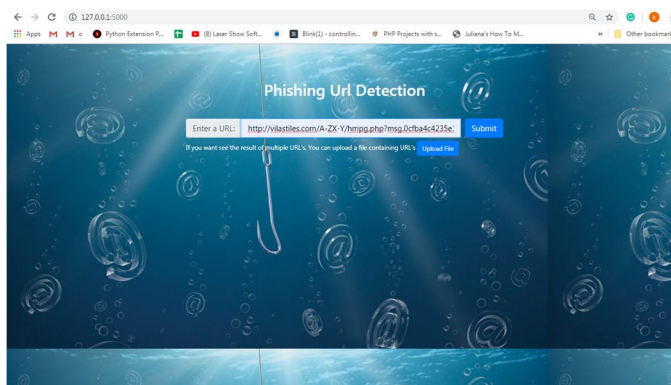 127.0.0.1:5000
Apps M M o Python Extension P... (8) Laser Show Soft... Blink(1) - controllin... PHP Projects with s... Juliana's How To M... » Other bookmark
Phishing Url Detection
Enter a URL: http://vilastiles.com/A-ZX-Y/hmpg.php?msg.0cfba4c4235e: Submit
If you want see the result of multiple URL's. You can upload a file containing URL's Upload File